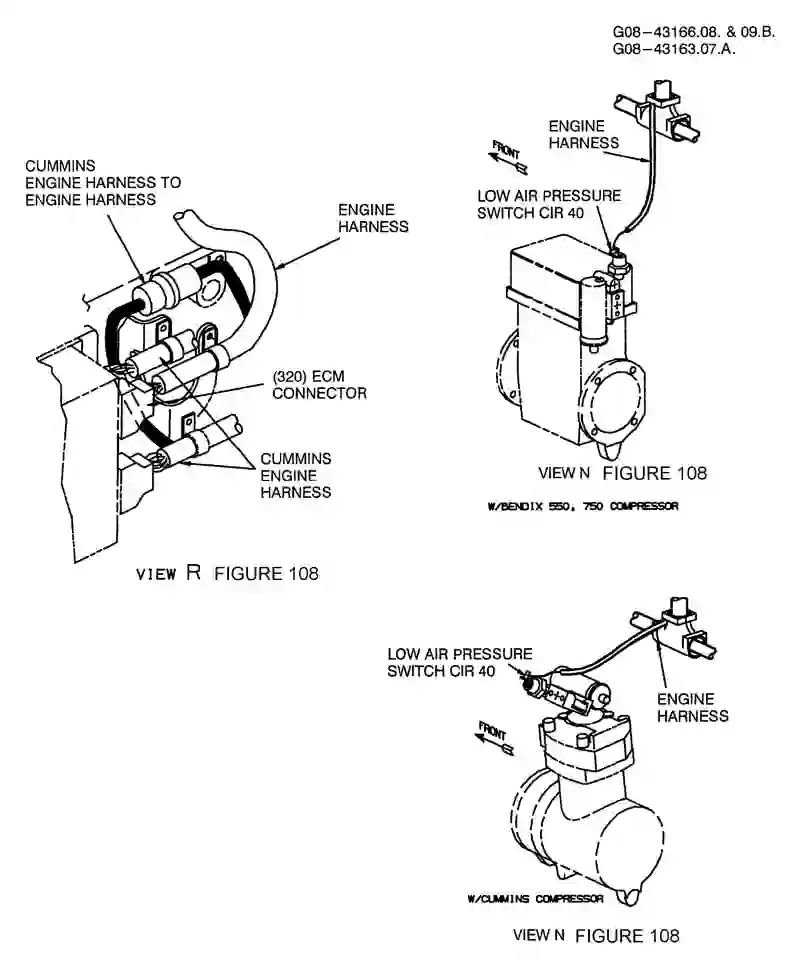 G08-43166.08. & 09.B.
G08-43163.07.A.
ENGINE
HARNESS
FRONT
LOW AIR PRESSURE
SWITCH CIR 40
CUMMINS
ENGINE HARNESS TO
ENGINE HARNESS
ENGINE
HARNESS
(320) ECM
CONNECTOR
CUMMINS
ENGINE
HARNESS
VIEW R FIGURE 108
VIEW N FIGURE 108
W/BENDIX 550, 750 COMPRESSOR
LOW AIR PRESSURE
SWITCH CIR 40
ENGINE
HARNESS
FRONT
W/CUMMINS COMPRESSOR
VIEW N FIGURE 108